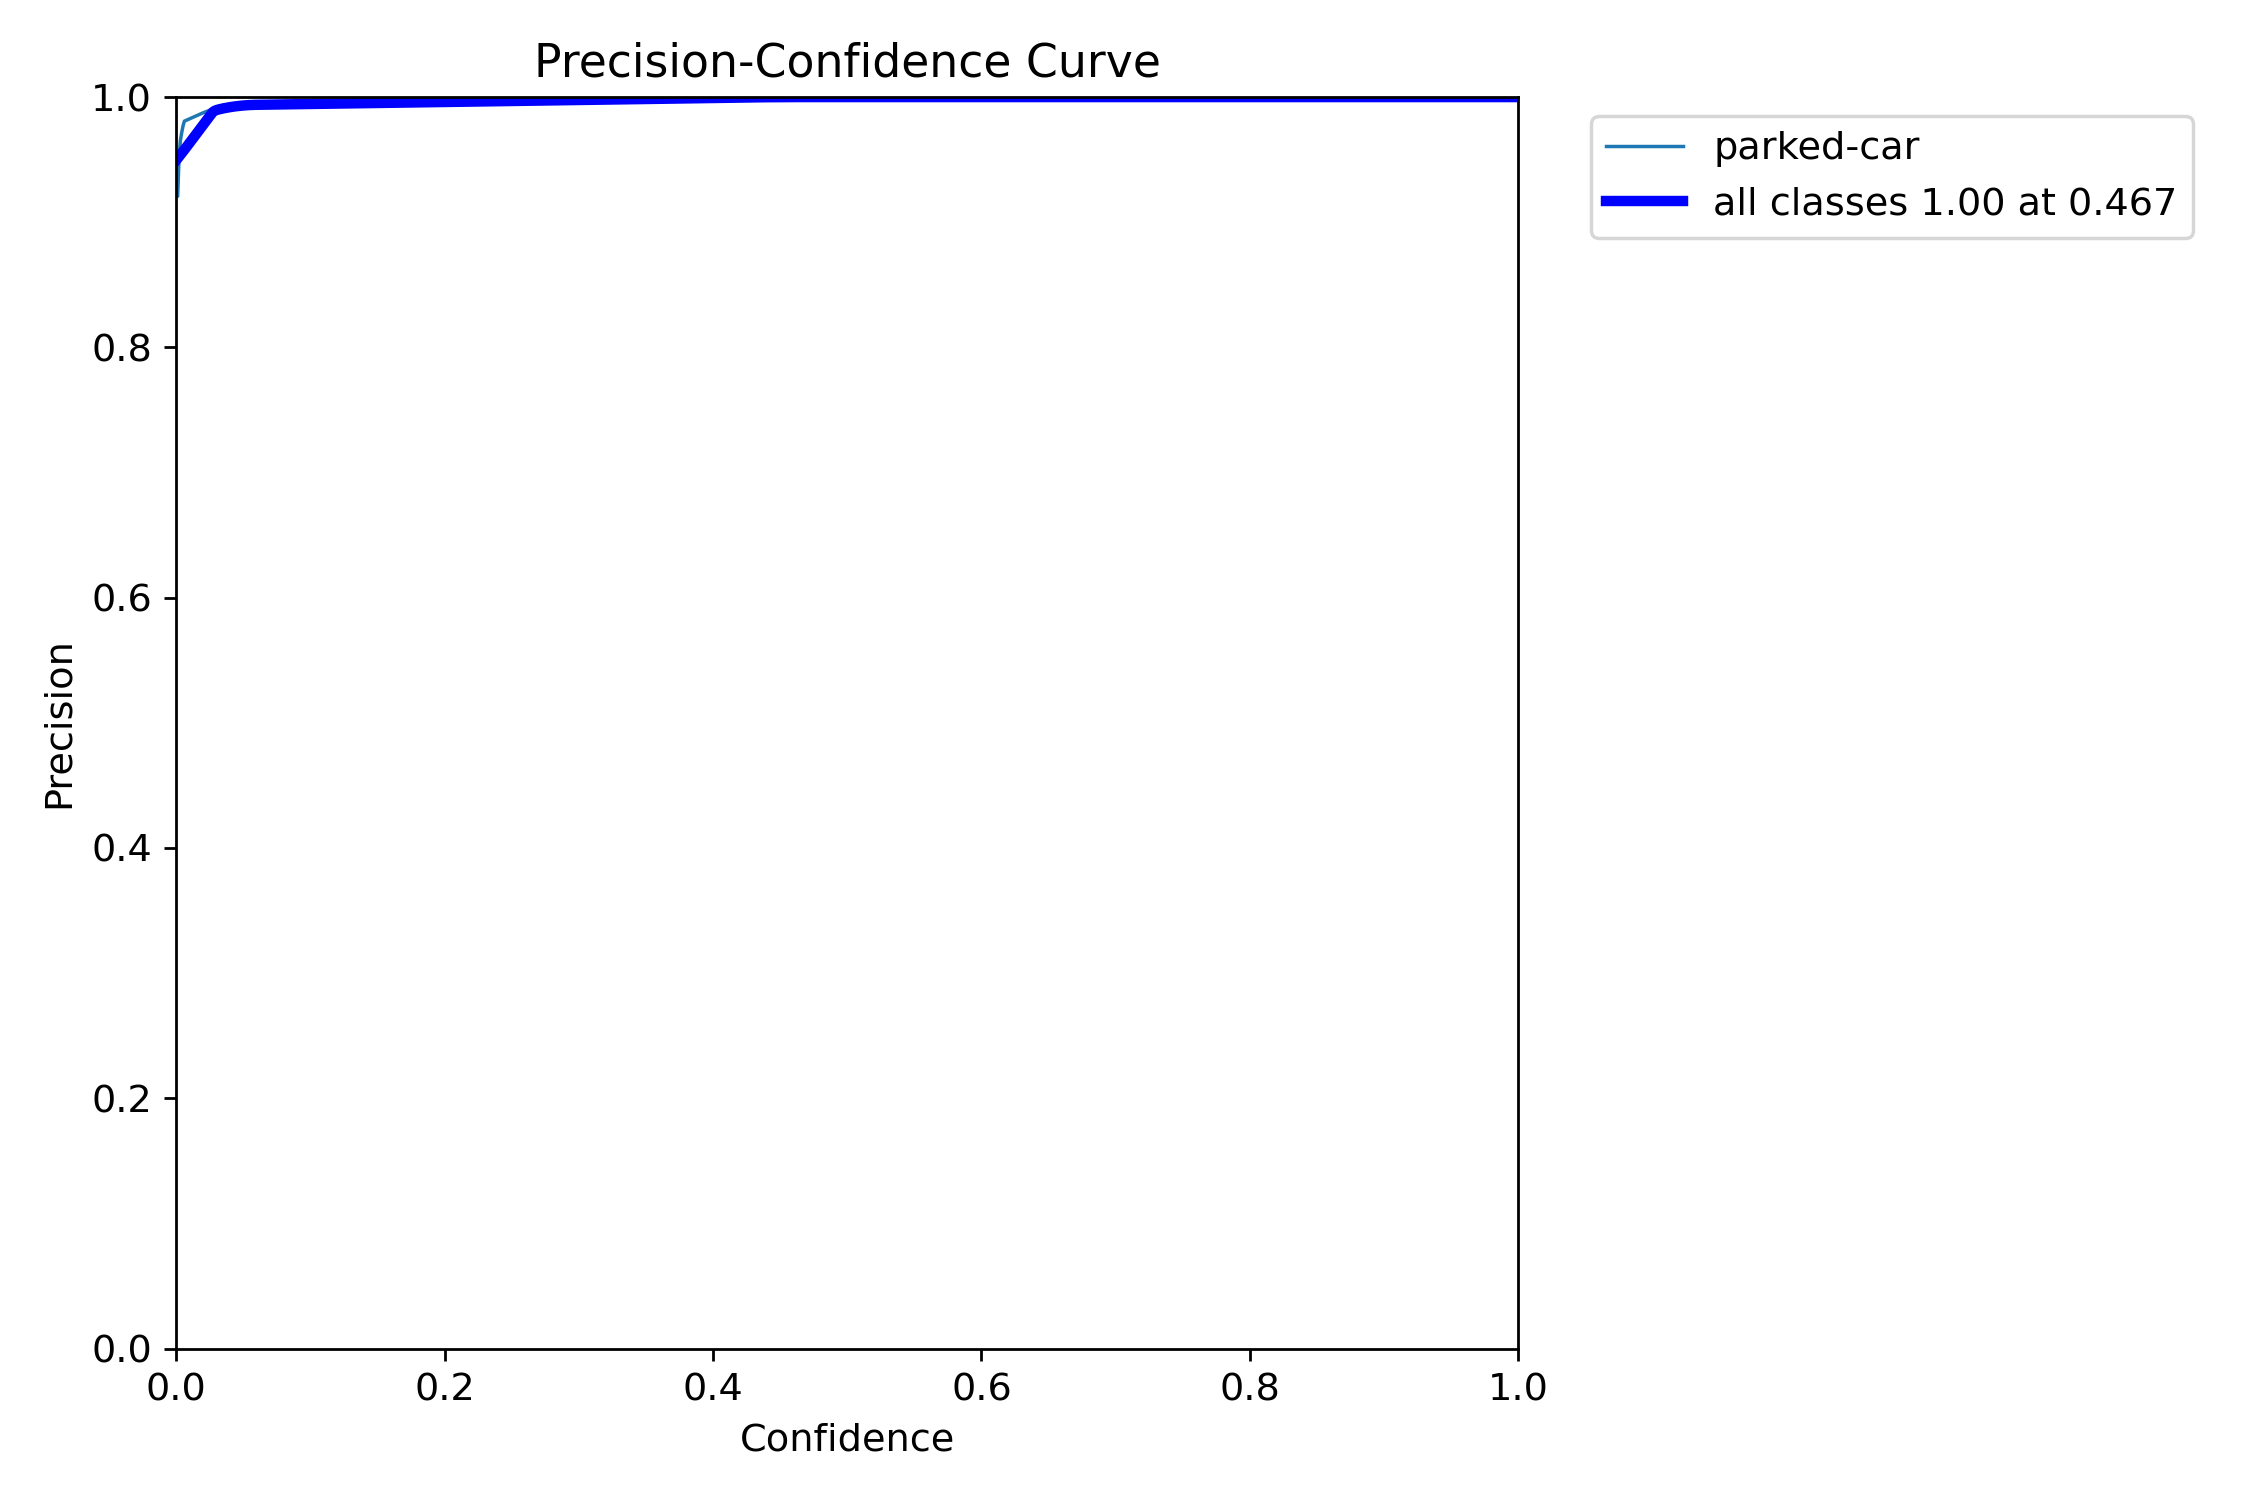 Precision-Confidence Curve
1.0
0.8
0.6
0.4
0.2
0.0
Precision
0.0 0.2 0.4 0.6 0.8 1.0
Confidence
parked-car
all classes 1.00 at 0.467